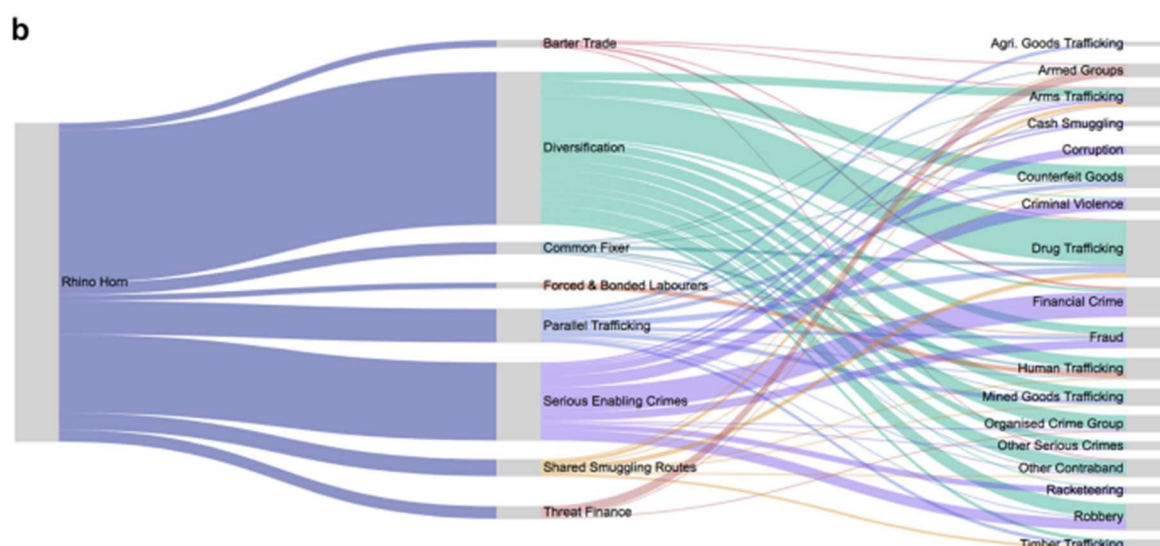 b
Rhino Horn
Barter Trade
Diversification
Common Fixer
Forced & Bonded Labourers
Parallel Trafficking
Serious Enabling Crimes
Shared Smuggling Routes
Threat Finance
Agri. Goods Trafficking
Armed Groups
Arms Trafficking
Cash Smuggling
Corruption
Counterfeit Goods
Criminal Violence
Drug Trafficking
Financial Crime
Fraud
Human Trafficking
Mined Goods Trafficking
Organised Crime Group
Other Serious Crimes
Other Contraband
Racketeering
Robbery
Timber Trafficking